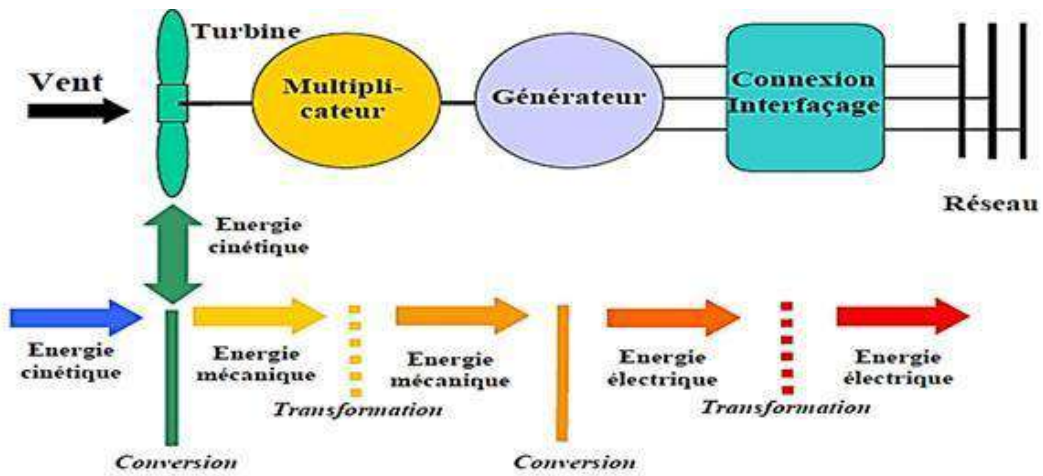 Turbine
Vent
Multipli-
cateur
Générateur
Connexion
Interfaçage
Réseau
Energie
cinétique
Energie
cinétique
Energie
mécanique
Energie
mécanique
Energie
électrique
Energie
électrique
Transformation
Transformation
Conversion
Conversion